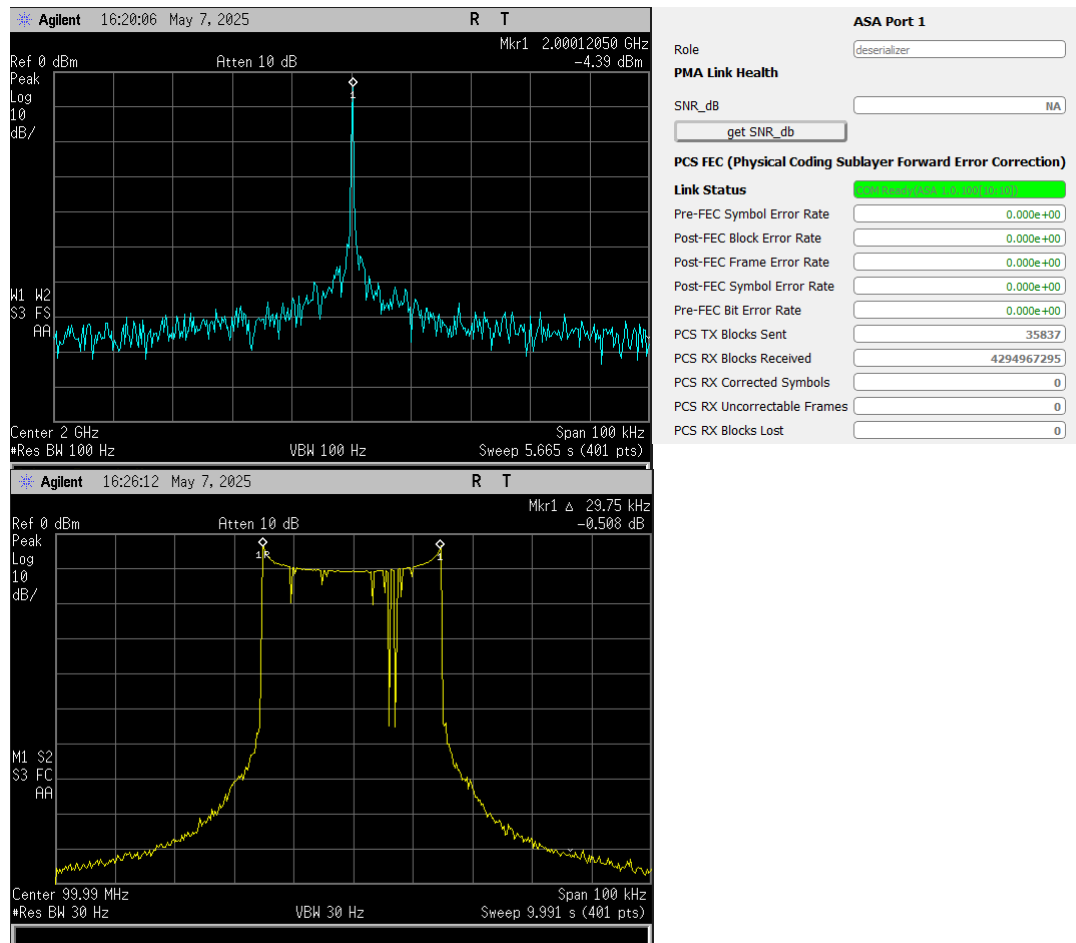 Agilent 16:20:06 May 7, 2025 R T
Mkr1 2.00012050 GHz
Ref 0 dBm Atten 10 dB -4.39 dBm
Peak
Log
10
dB/
1
W1 W2
S3 FS
AA
Center 2 GHz Span 100 kHz
#Res BW 100 Hz VBW 100 Hz Sweep 5.665 s (401 pts)
ASA Port 1
Role deserializer
PMA Link Health
SNR_dB NA
get SNR_db
PCS FEC (Physical Coding Sublayer Forward Error Correction)
Link Status COM Ready(ASA 1.0, 100[10:10])
Pre-FEC Symbol Error Rate 0.000e+00
Post-FEC Block Error Rate 0.000e+00
Post-FEC Frame Error Rate 0.000e+00
Post-FEC Symbol Error Rate 0.000e+00
Pre-FEC Bit Error Rate 0.000e+00
PCS TX Blocks Sent 35837
PCS RX Blocks Received 4294967295
PCS RX Corrected Symbols 0
PCS RX Uncorrectable Frames 0
PCS RX Blocks Lost 0
Agilent 16:26:12 May 7, 2025 R T
Mkr1 Δ 29.75 kHz
Ref 0 dBm Atten 10 dB -0.508 dB
Peak
Log
10
dB/
1R 1
M1 S2
S3 FC
AA
Center 99.99 MHz Span 100 kHz
#Res BW 30 Hz VBW 30 Hz Sweep 9.991 s (401 pts)